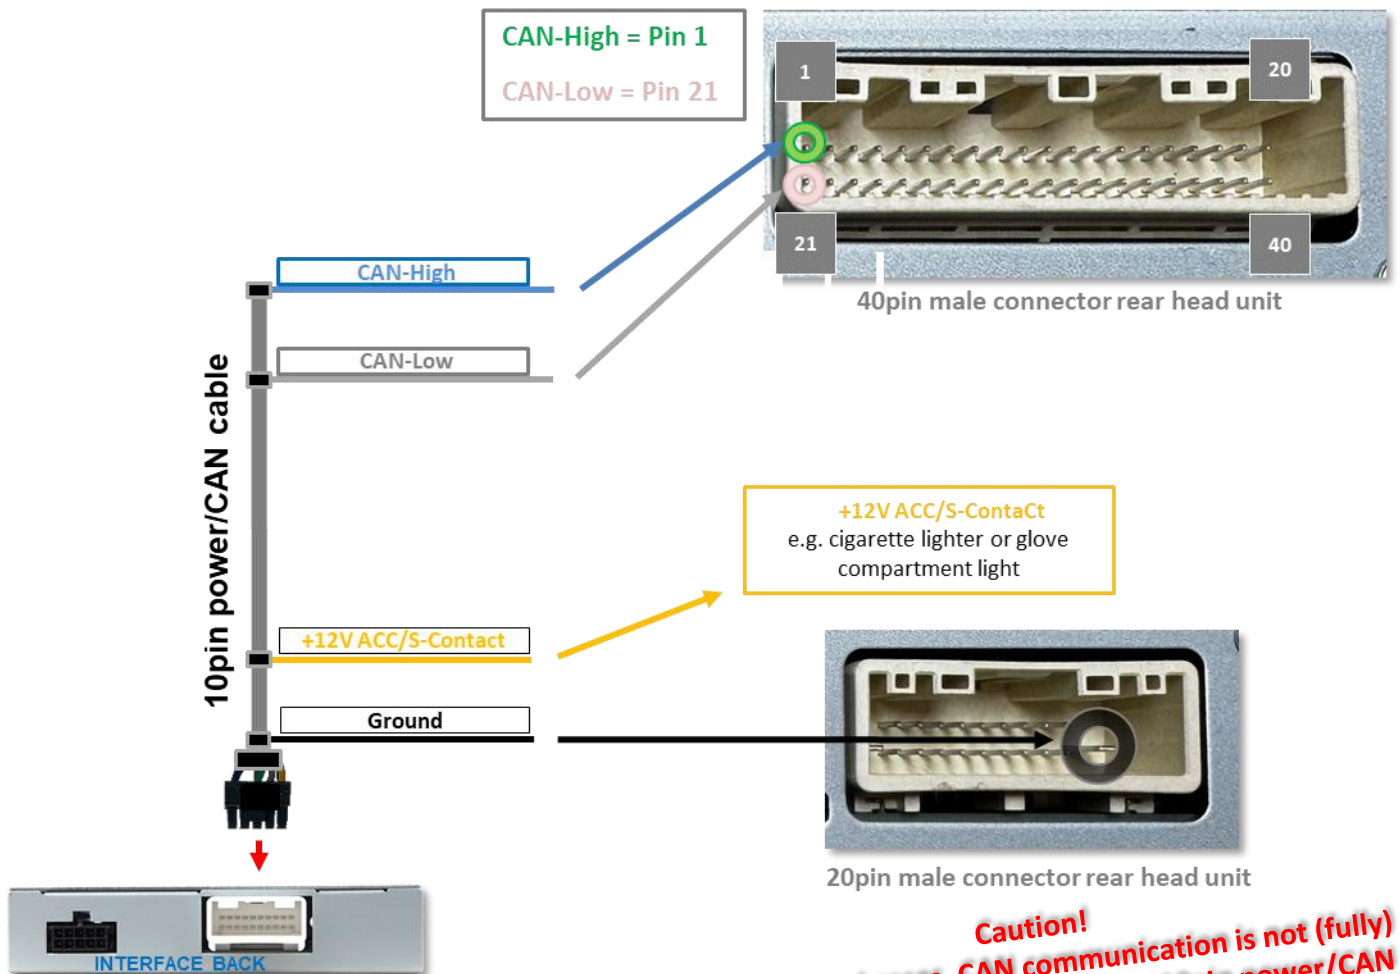 CAN-High = Pin 1
CAN-Low = Pin 21
1
20
21
40
40pin male connector rear head unit
CAN-High
CAN-Low
10pin power/CAN cable
+12V ACC/S-ContaCt
e.g. cigarette lighter or glove
compartment light
+12V ACC/S-Contact
Ground
20pin male connector rear head unit
INTERFACE BACK
Caution!
CAN communication is not (fully)
power/CAN